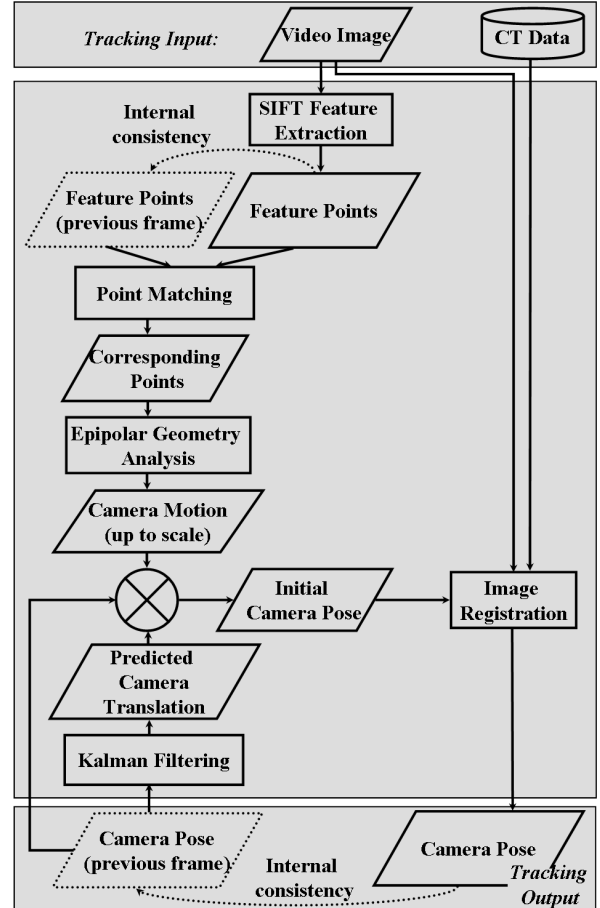 Tracking Input:
Video Image
CT Data
SIFT Feature
Extraction
Internal
consistency
Feature Points
(previous frame)
Feature Points
Point Matching
Corresponding
Points
Epipolar Geometry
Analysis
Camera Motion
(up to scale)
Initial
Camera Pose
Image
Registration
Predicted
Camera
Translation
Kalman Filtering
Camera Pose
(previous frame)
Internal
consistency
Camera Pose
Tracking
Output